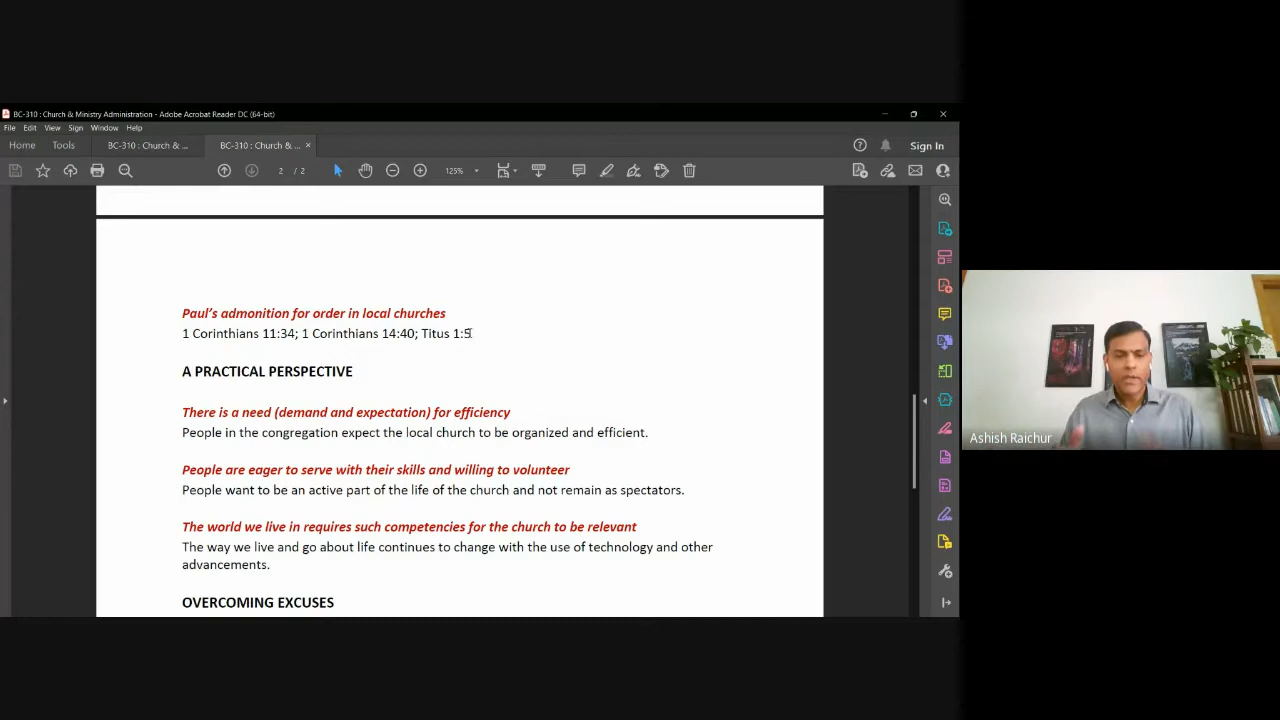 BC-310 : Church & Ministry Administration - Adobe Acrobat Reader DC (64-bit)
File Edit View Sign Window Help
Home Tools BC-310 : Church & ... BC-310 : Church & ... ×
Sign In
2 / 2 125%
Paul's admonition for order in local churches
1 Corinthians 11:34; 1 Corinthians 14:40; Titus 1:5
A PRACTICAL PERSPECTIVE
There is a need (demand and expectation) for efficiency
People in the congregation expect the local church to be organized and efficient.
People are eager to serve with their skills and willing to volunteer
People want to be an active part of the life of the church and not remain as spectators.
The world we live in requires such competencies for the church to be relevant
The way we live and go about life continues to change with the use of technology and other
advancements.
OVERCOMING EXCUSES
Ashish Raichur